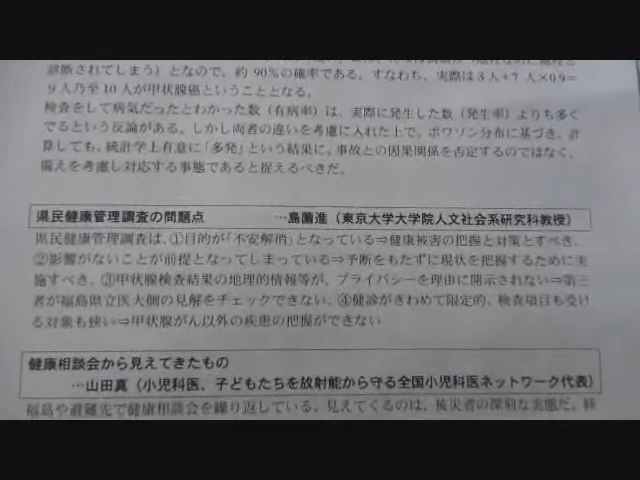 診断されてしまう）となので、約 90％の確率である。すなわち、実際は３人+７ 人×0.9＝
９人乃至 10 人が甲状腺癌ということとなる。
検査をして病気だったとわかった数（有病率）は、実際に発生した数（発生率）よりも多く
でるという反論がある。しかし両者の違いを考慮に入れた上で、ポワソン分布に基づき、計
算しても、統計学上有意に「多発」という結果に。事故との因果関係を否定するのではなく、
備えを考慮し対応する事態であると捉えるべきだ。
県民健康管理調査の問題点 …島薗進（東京大学大学院人文社会系研究科教授）
県民健康管理調査は、①目的が「不安解消」となっている⇒健康被害の把握と対策とすべき、
②影響がないことが前提となってしまっている⇒予断をもたずに現状を把握するために実
施すべき、③甲状腺検査結果の地理的情報等が、プライバシーを理由に開示されない⇒第三
者が福島県立医大側の見解をチェックできない、④健診がきわめて限定的、検査項目も受け
る対象も狭い⇒甲状腺がん以外の疾患の把握ができない
健康相談会から見えてきたもの
…山田真（小児科医、子どもたちを放射能から守る全国小児科医ネットワーク代表）
福島や避難先で健康相談会を繰り返している。見えてくるのは、被災者の深刻な実態だ。